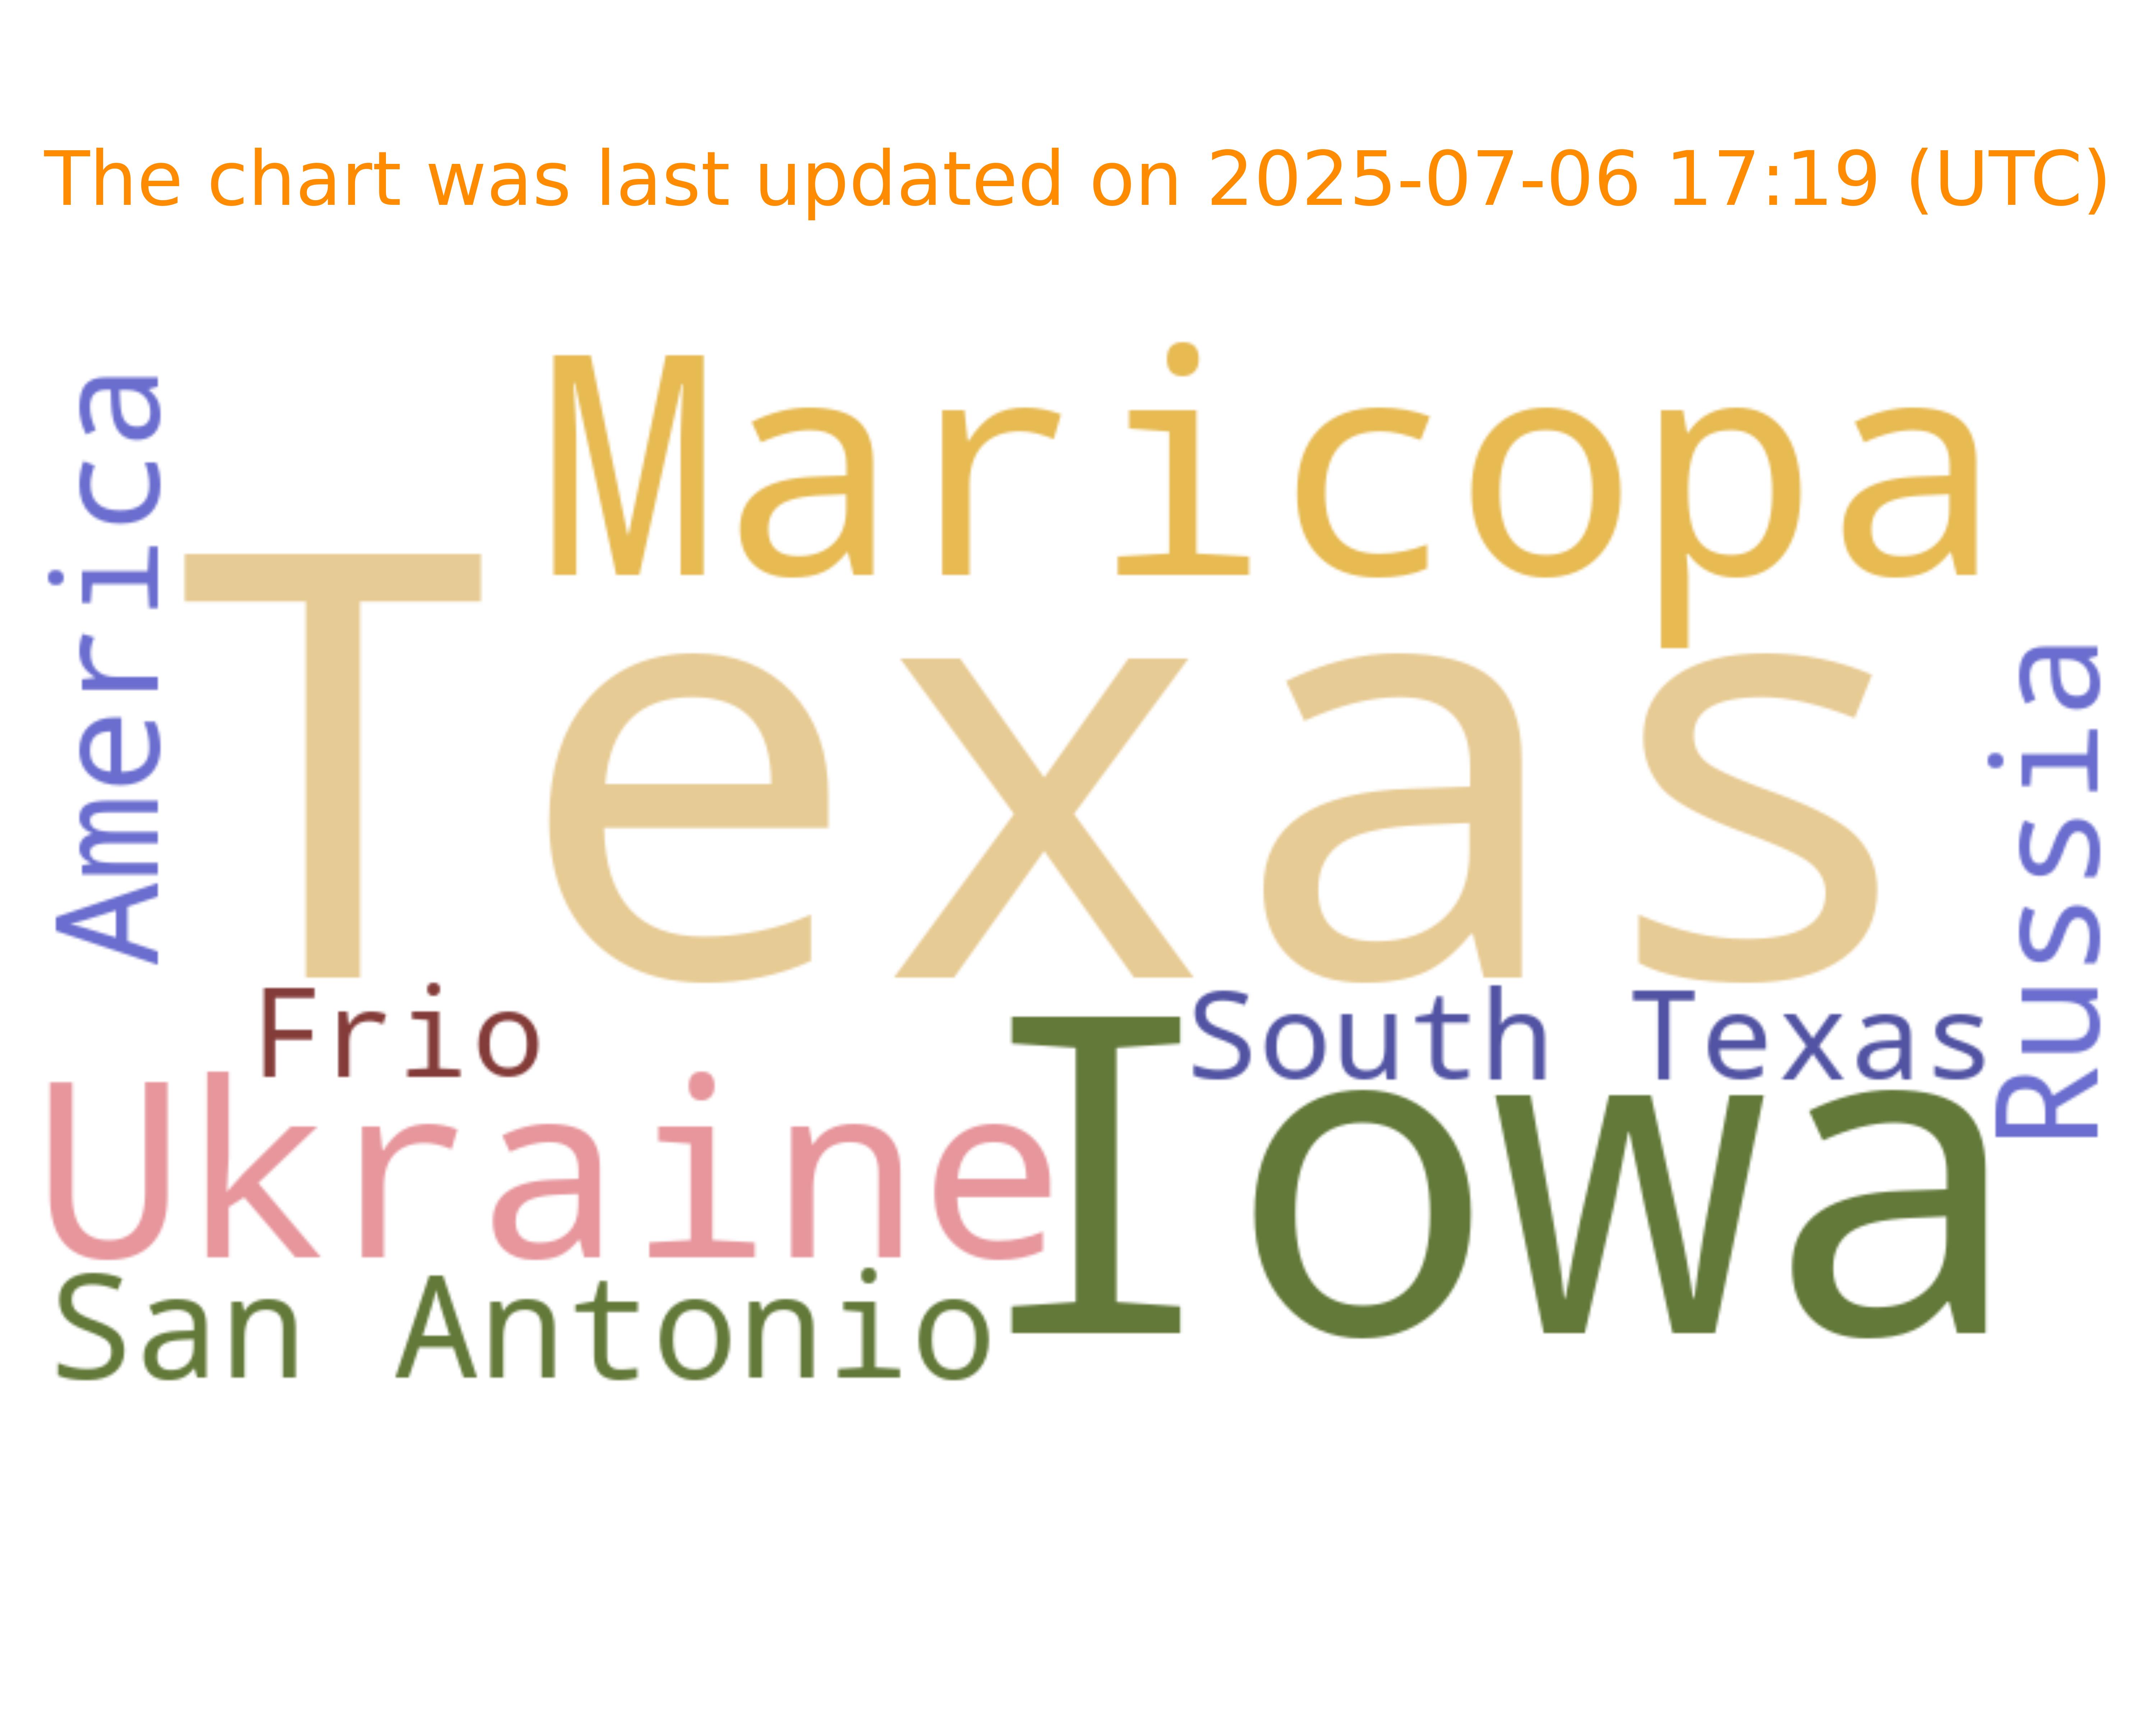 The chart was last updated on 2025-07-06 17:19 (UTC)
America
Maricopa
Texas
Russia
Frio
South Texas
Ukraine
Iowa
San Antonio